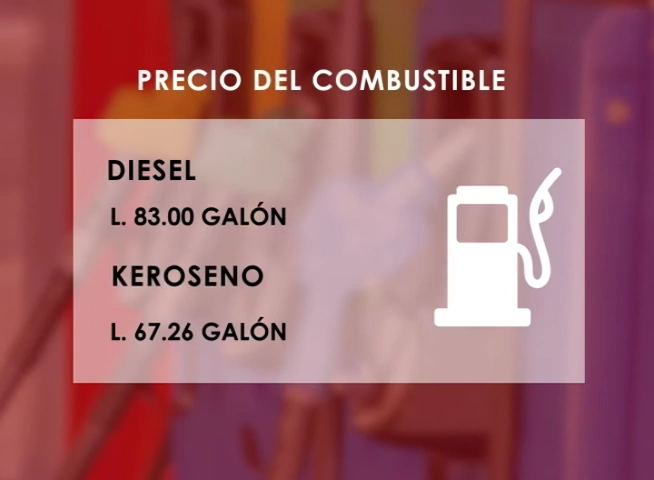 PRECIO DEL COMBUSTIBLE
DIESEL
L. 83.00 GALÓN
KEROSENO
L. 67.26 GALÓN